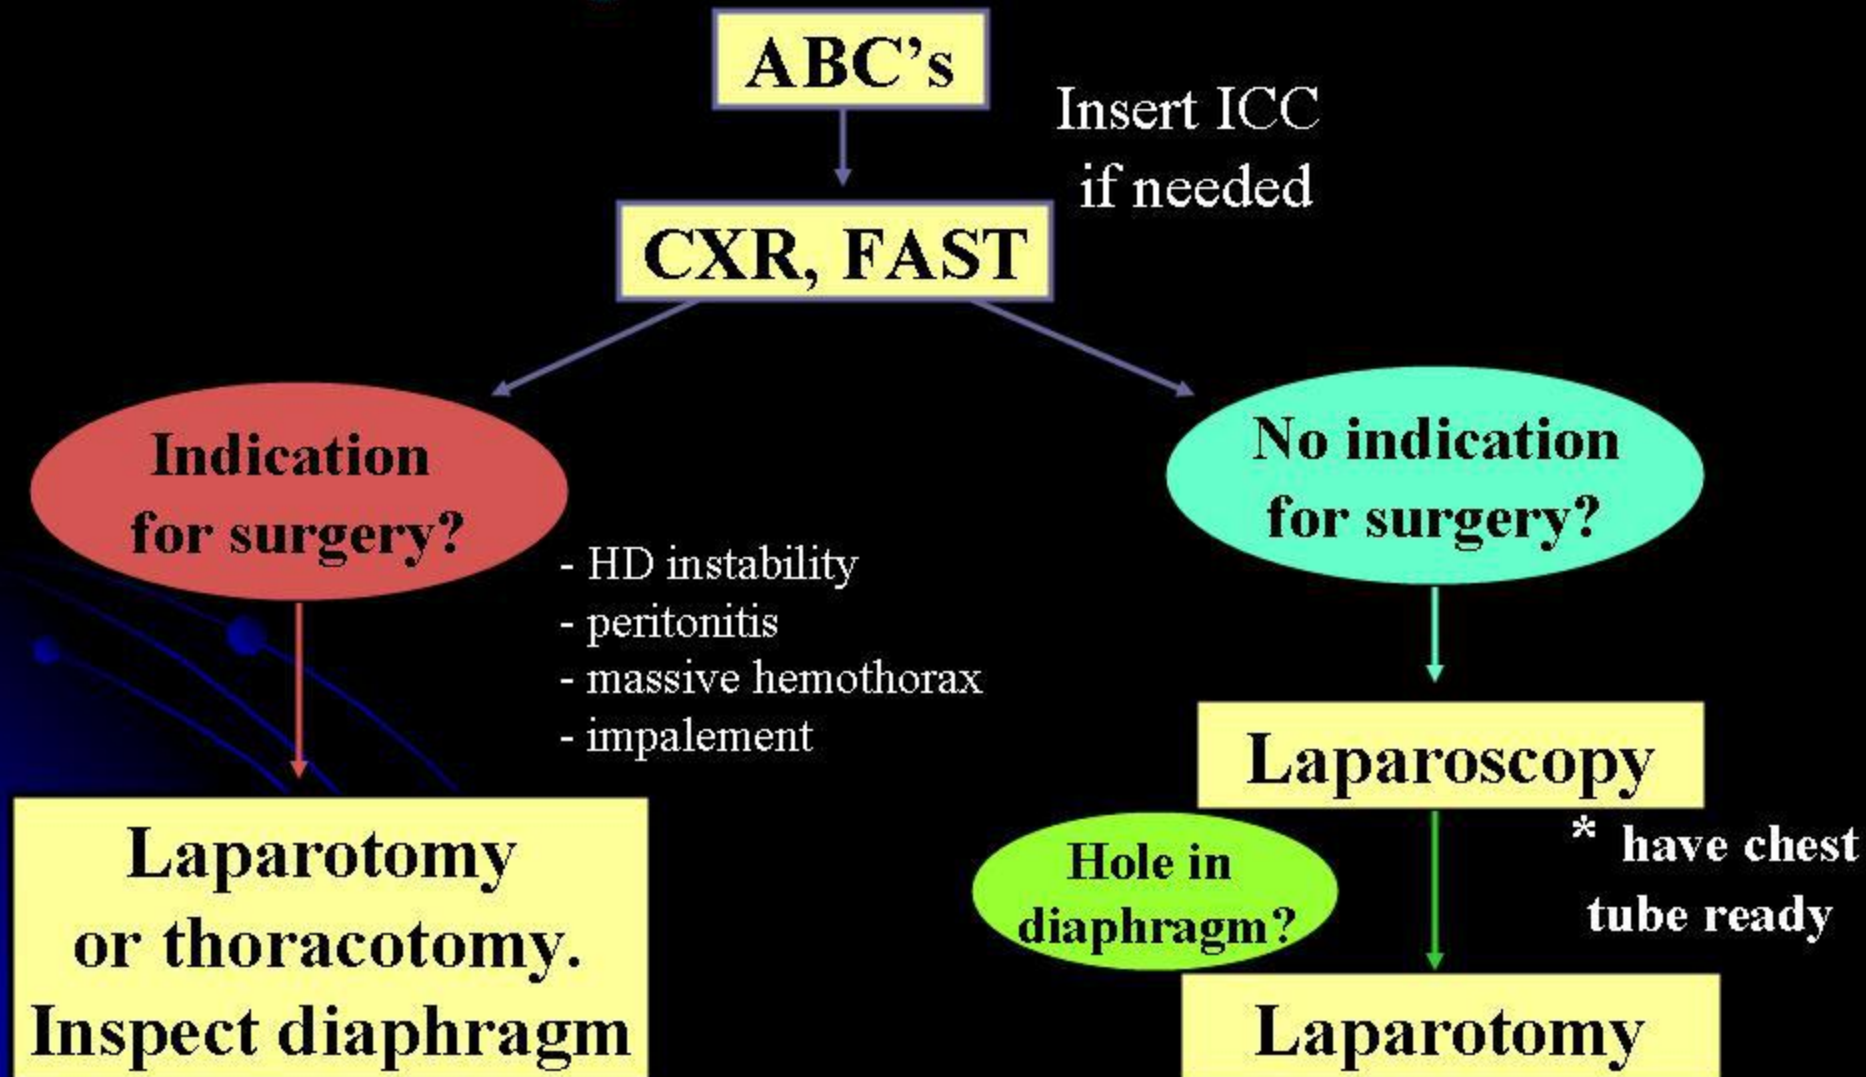 ABC's
Insert ICC
if needed
CXR, FAST
Indication
for surgery?
- HD instability
- peritonitis
- massive hemothorax
- impalement
Laparotomy
or thoracotomy.
Inspect diaphragm
No indication
for surgery?
Laparoscopy
* have chest
tube ready
Hole in
diaphragm?
Laparotomy